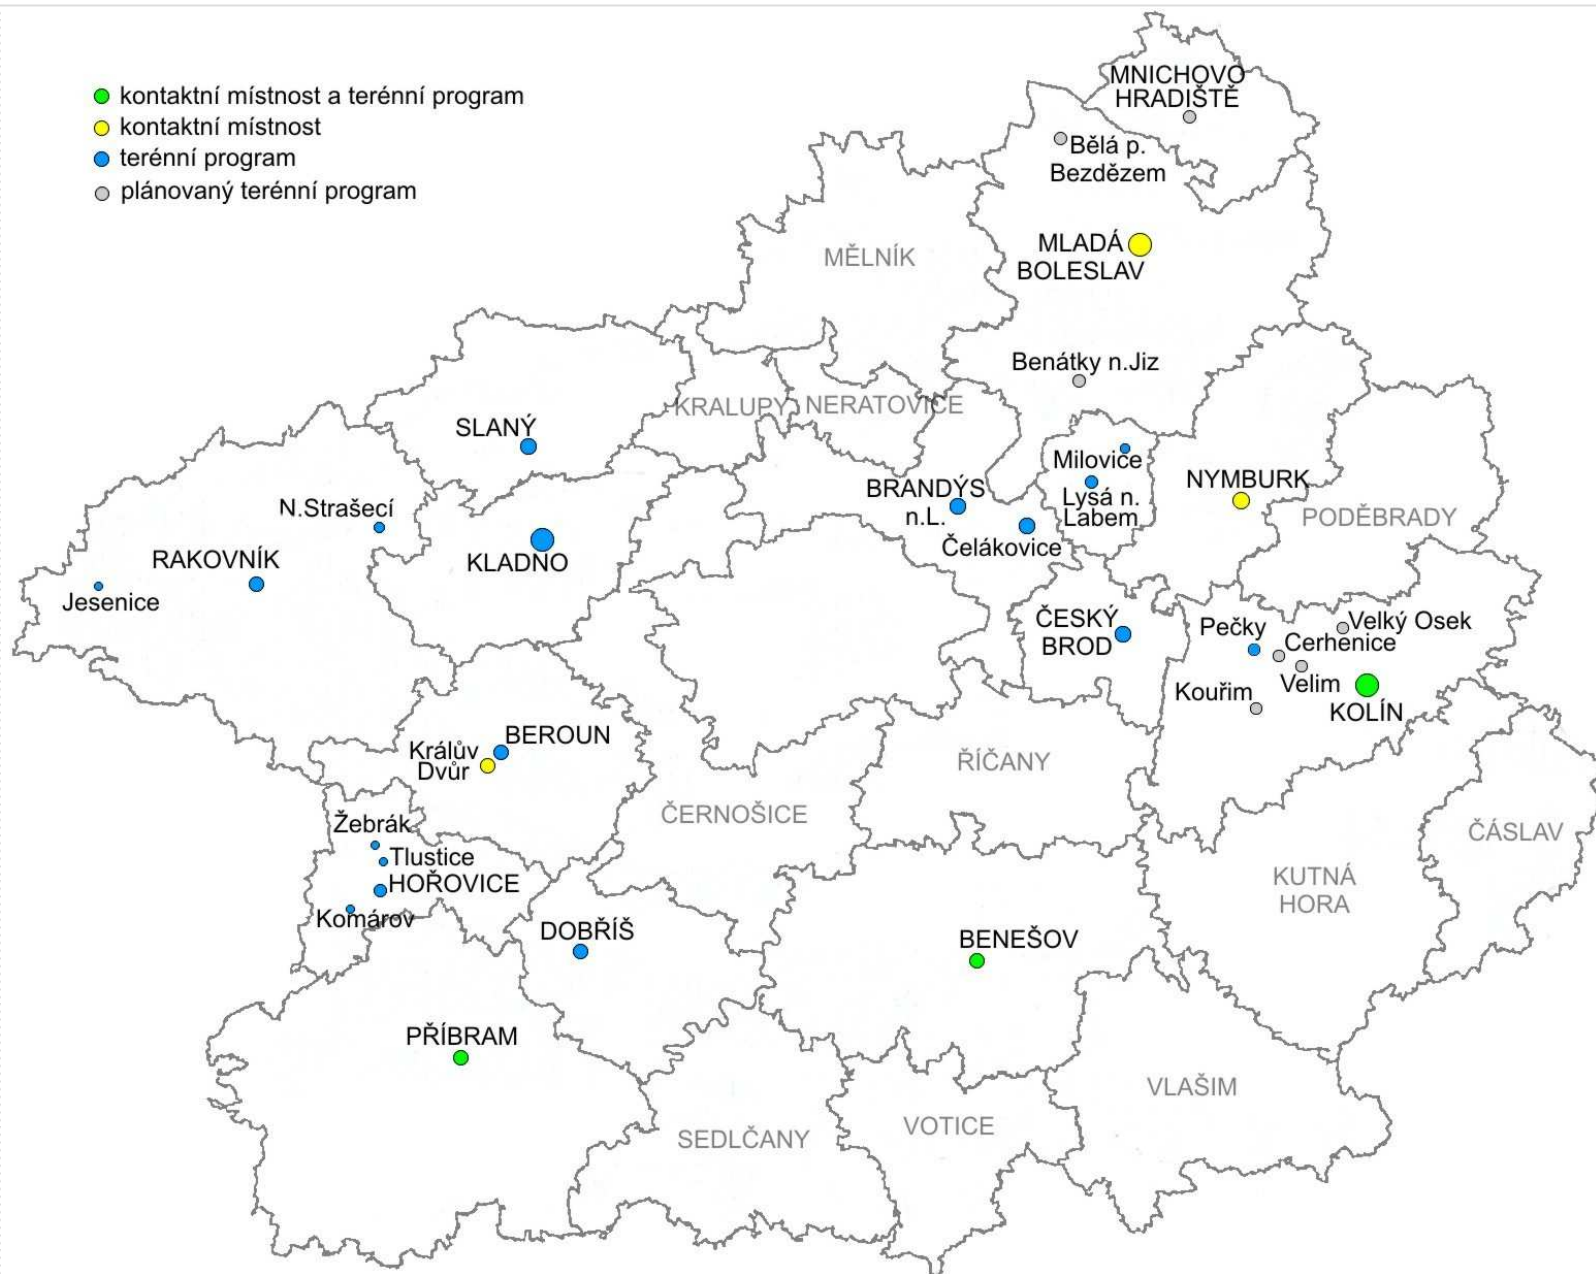 kontaktní místnost a terénní program
kontaktní místnost
terénní program
plánovaný terénní program
MNICHOVO
HRADIŠTĚ
Bělá p.
Bezdězem
MĚLNÍK
MLADÁ
BOLESLAV
Benátky n.Jiz
KRALUPY
NERATOVICE
SLANÝ
Milovice
Lysá n.
Labem
NYMBURK
BRANDÝS
n.L.
Čelákovice
PODĚBRADY
N.Strašecí
RAKOVNÍK
KLADNO
Jesenice
ČESKÝ
BROD
Pečky
Velký Osek
Cerhenice
Velim
Kouřim
KOLÍN
BEROUN
Králův
Dvůr
ŘÍČANY
ČERNOŠICE
Žebrák
Tlustice
HOŘOVICE
Komárov
ČÁSLAV
KUTNÁ
HORA
DOBŘÍŠ
BENEŠOV
PŘÍBRAM
VLAŠIM
VOTICE
SEDLČANY